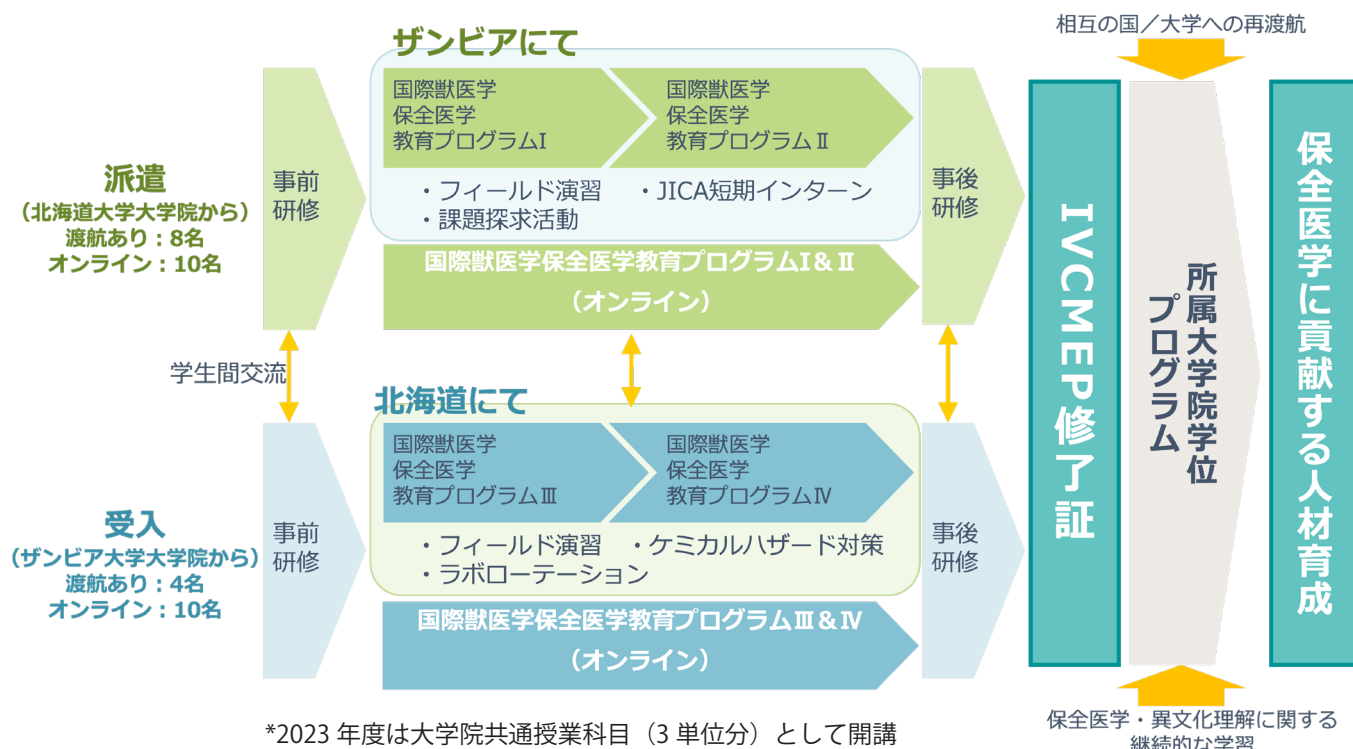 相互の国／大学への再渡航
ザンビアにて
国際獣医学
保全医学
教育プログラムⅠ
国際獣医学
保全医学
教育プログラムⅡ
派遣
（北海道大学大学院から）
渡航あり：8名
オンライン：10名
事前
研修
・フィールド演習
・JICA短期インターン
・課題探求活動
事後
研修
国際獣医学保全医学教育プログラムⅠ＆Ⅱ
（オンライン）
学生間交流
北海道にて
国際獣医学
保全医学
教育プログラムⅢ
国際獣医学
保全医学
教育プログラムⅣ
受入
（ザンビア大学大学院から）
渡航あり：4名
オンライン：10名
事前
研修
・フィールド演習
・ケミカルハザード対策
・ラボローテーション
事後
研修
国際獣医学保全医学教育プログラムⅢ＆Ⅳ
（オンライン）
IVCMEP修了証
所属大学院学位
プログラム
保全医学に貢献する人材育成
保全医学・異文化理解に関する
継続的な学習
*2023 年度は大学院共通授業科目（3 単位分）として開講